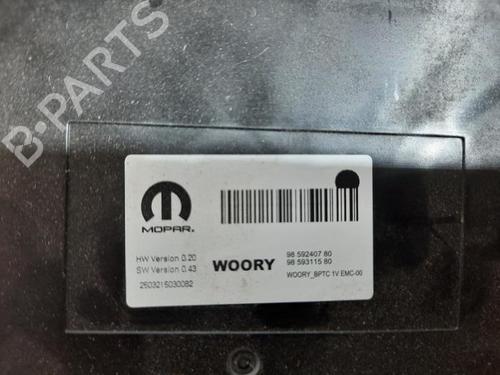 B-PARTS
MOPAR®
HW Version 0.20
SW Version 0.43
2503215030082
WOORY
98 592407 80
98 593115 80
WOORY_BPTC 1V EMC-00